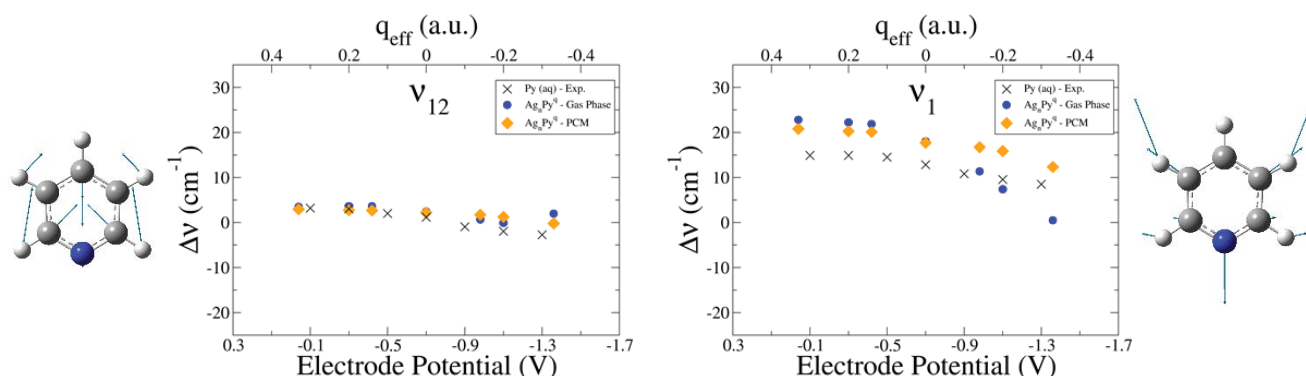 q_eff (a.u.)
0.4 0.2 0 -0.2 -0.4
ν₁₂
Py (aq) - Exp.
AgₙPy^q - Gas Phase
AgₙPy^q - PCM
Δν (cm⁻¹)
30
20
10
0
-10
-20
0.3 -0.1 -0.5 -0.9 -1.3 -1.7
Electrode Potential (V)
q_eff (a.u.)
0.4 0.2 0 -0.2 -0.4
ν₁
Py (aq) - Exp.
AgₙPy^q - Gas Phase
AgₙPy^q - PCM
Δν (cm⁻¹)
30
20
10
0
-10
-20
0.3 -0.1 -0.5 -0.9 -1.3 -1.7
Electrode Potential (V)